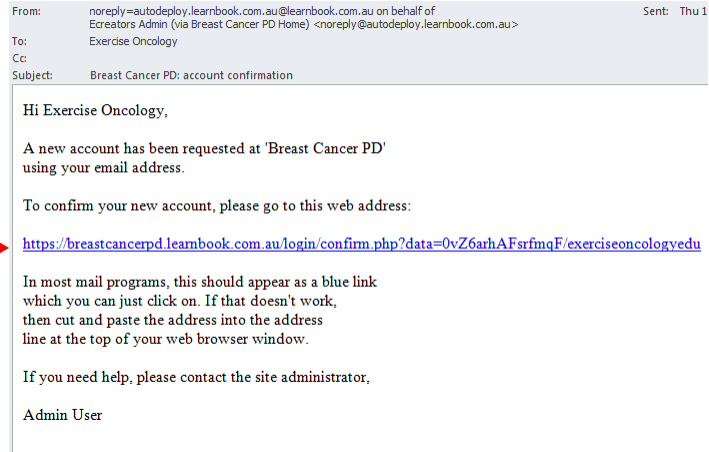 From: noreply=autodeploy.learnbook.com.au@learnbook.com.au on behalf of Sent: Thu 1
Ecreators Admin (via Breast Cancer PD Home) <noreply@autodeploy.learnbook.com.au>
To: Exercise Oncology
Cc:
Subject: Breast Cancer PD: account confirmation
Hi Exercise Oncology,
A new account has been requested at 'Breast Cancer PD'
using your email address.
To confirm your new account, please go to this web address:
https://breastcancerpd.learnbook.com.au/login/confirm.php?data=0vZ6arhAFsrfmqF/exerciseoncologyedu
In most mail programs, this should appear as a blue link
which you can just click on. If that doesn't work,
then cut and paste the address into the address
line at the top of your web browser window.
If you need help, please contact the site administrator,
Admin User